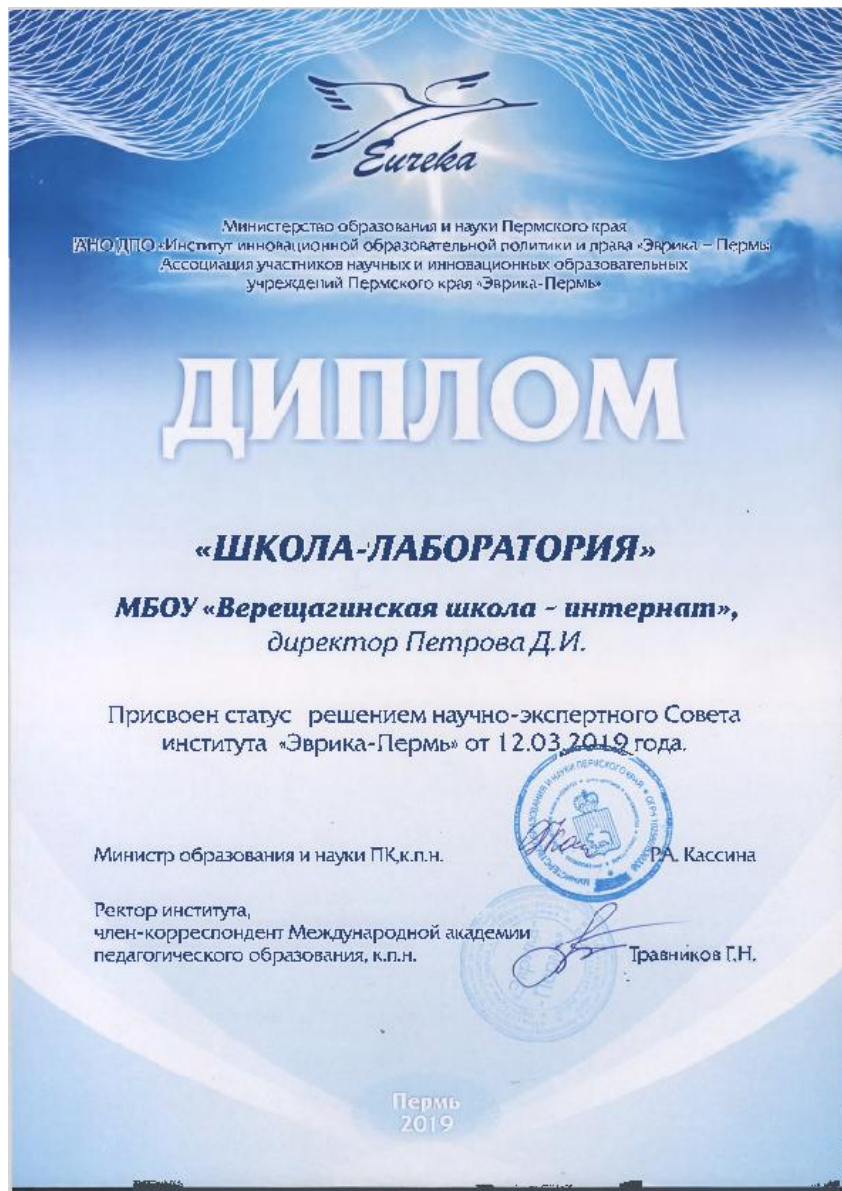 Eureka
Министерство образования и науки Пермского края
АНО ДПО «Институт инновационной образовательной политики и права «Эврика – Пермь»
Ассоциация участников научных и инновационных образовательных
учреждений Пермского края «Эврика-Пермь»
ДИПЛОМ
«ШКОЛА-ЛАБОРАТОРИЯ»
МБОУ «Верещагинская школа - интернат»,
директор Петрова Д.И.
Присвоен статус решением научно-экспертного Совета
института «Эврика-Пермь» от 12.03.2019 года.
Министр образования и науки ПК,к.п.н. Р.А. Кассина
Ректор института,
член-корреспондент Международной академии
педагогического образования, к.п.н. Травников Г.Н.
Пермь
2019